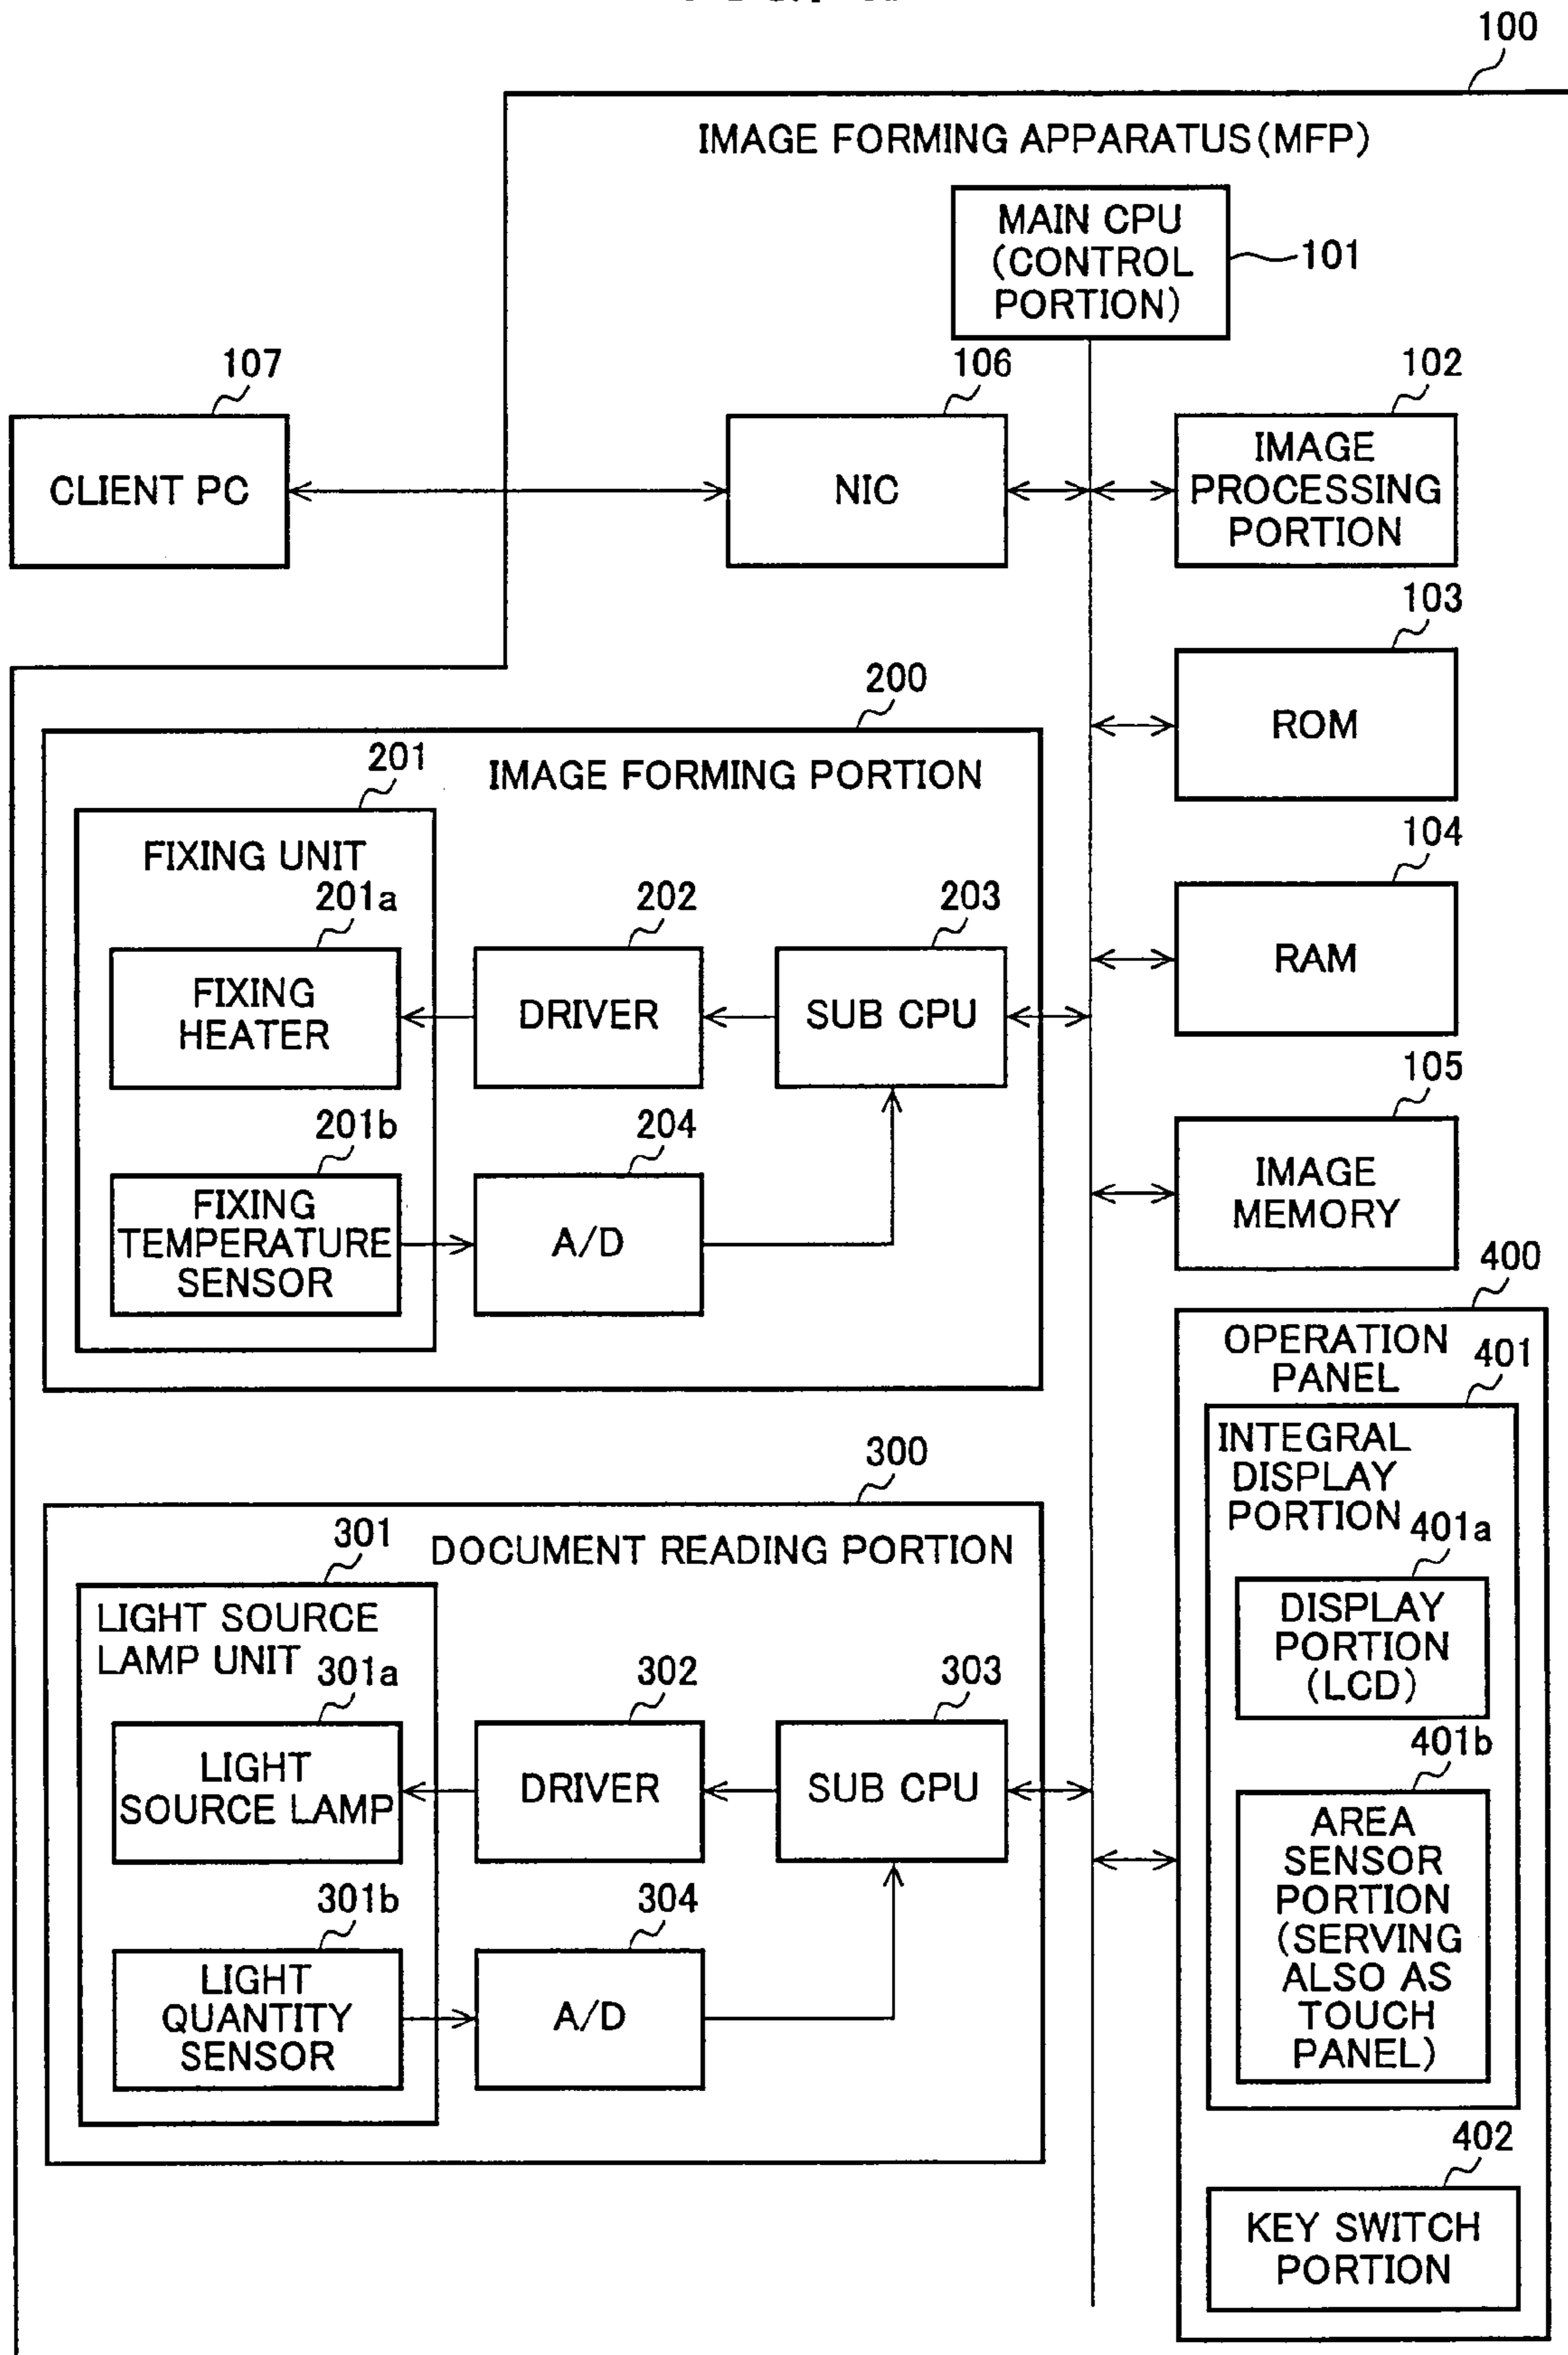 100
IMAGE FORMING APPARATUS(MFP)
MAIN CPU
(CONTROL
PORTION)
101
107
CLIENT PC
106
NIC
102
IMAGE
PROCESSING
PORTION
103
ROM
104
RAM
105
IMAGE
MEMORY
200
IMAGE FORMING PORTION
201
FIXING UNIT
201a
FIXING
HEATER
202
DRIVER
203
SUB CPU
201b
FIXING
TEMPERATURE
SENSOR
204
A/D
300
DOCUMENT READING PORTION
301
LIGHT SOURCE
LAMP UNIT
301a
LIGHT
SOURCE LAMP
302
DRIVER
303
SUB CPU
301b
LIGHT
QUANTITY
SENSOR
304
A/D
400
OPERATION
PANEL
401
INTEGRAL
DISPLAY
PORTION
401a
DISPLAY
PORTION
(LCD)
401b
AREA
SENSOR
PORTION
(SERVING
ALSO AS
TOUCH
PANEL)
402
KEY SWITCH
PORTION